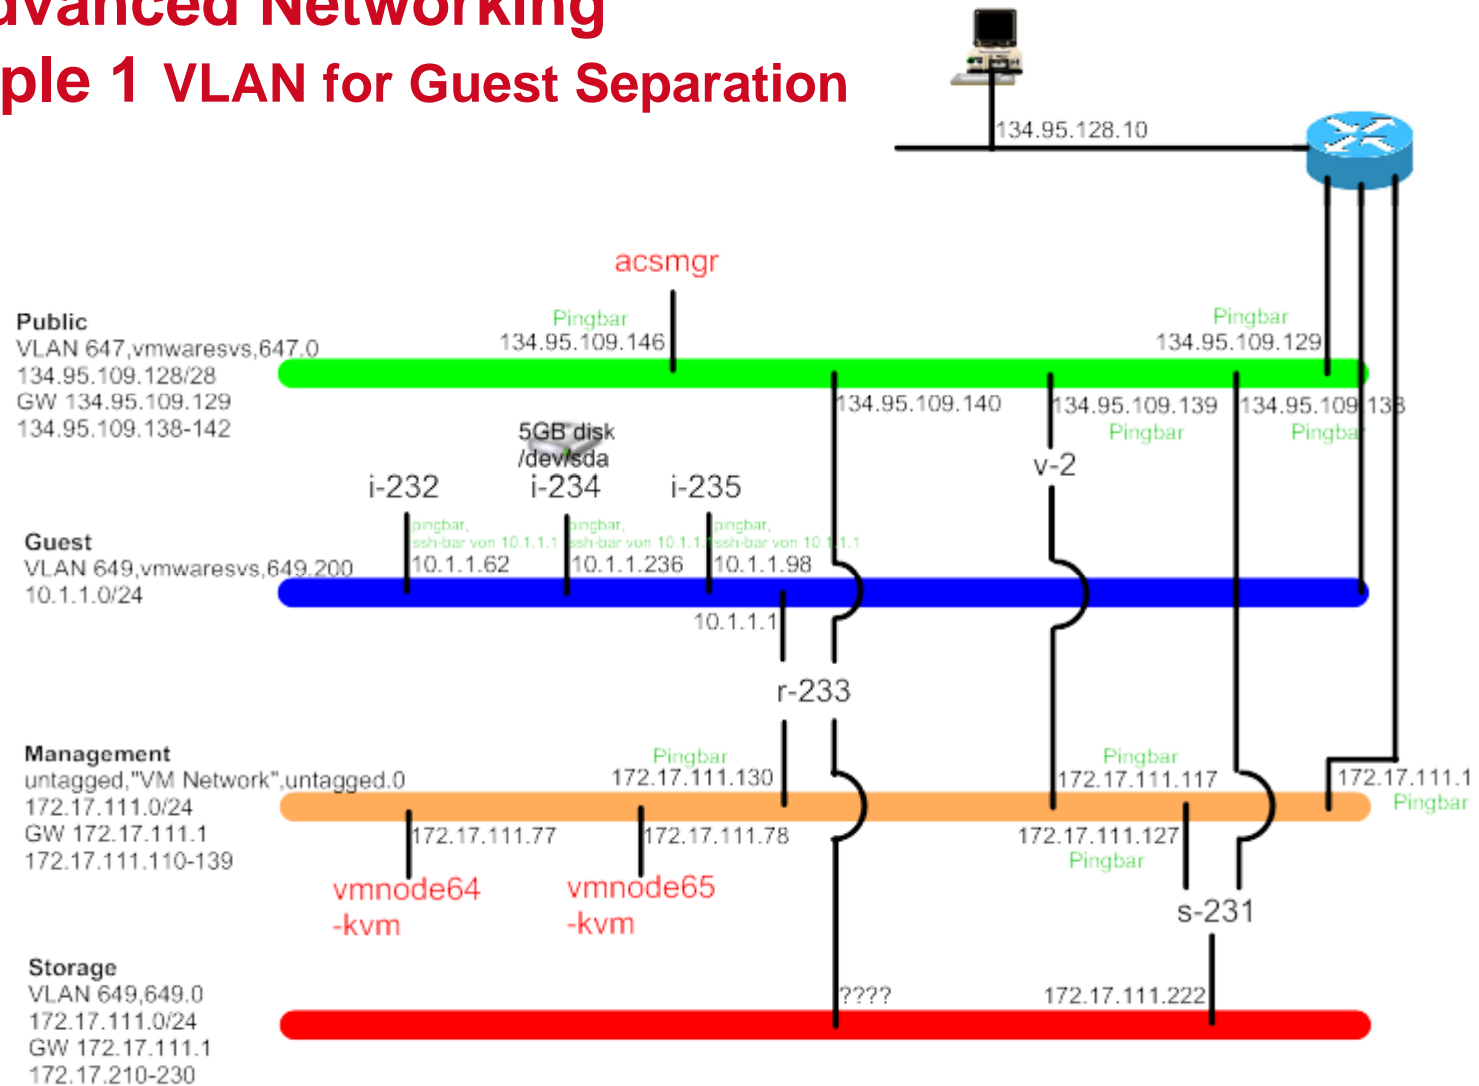 dvanced Networking
ple 1 VLAN for Guest Separation
134.95.128.10
acsmgr
Pingbar
134.95.109.146
Pingbar
134.95.109.129
Public
VLAN 647,vmwaresvs,647.0
134.95.109.128/28
GW 134.95.109.129
134.95.109.138-142
134.95.109.140
134.95.109.139
Pingbar
134.95.109.138
Pingbar
5GB disk
/dev/sda
i-232
i-234
i-235
v-2
pingbar,
ssh-bar von 10.1.1.1
10.1.1.62
pingbar,
ssh-bar von 10.1.1.1
10.1.1.236
pingbar,
ssh-bar von 10.1.1.1
10.1.1.98
Guest
VLAN 649,vmwaresvs,649.200
10.1.1.0/24
10.1.1.1
r-233
Management
untagged,"VM Network",untagged.0
172.17.111.0/24
GW 172.17.111.1
172.17.111.110-139
Pingbar
172.17.111.130
Pingbar
172.17.111.117
172.17.111.1
Pingbar
172.17.111.77
172.17.111.78
172.17.111.127
Pingbar
vmnode64
-kvm
vmnode65
-kvm
s-231
Storage
VLAN 649,649.0
172.17.111.0/24
GW 172.17.111.1
172.17.210-230
????
172.17.111.222